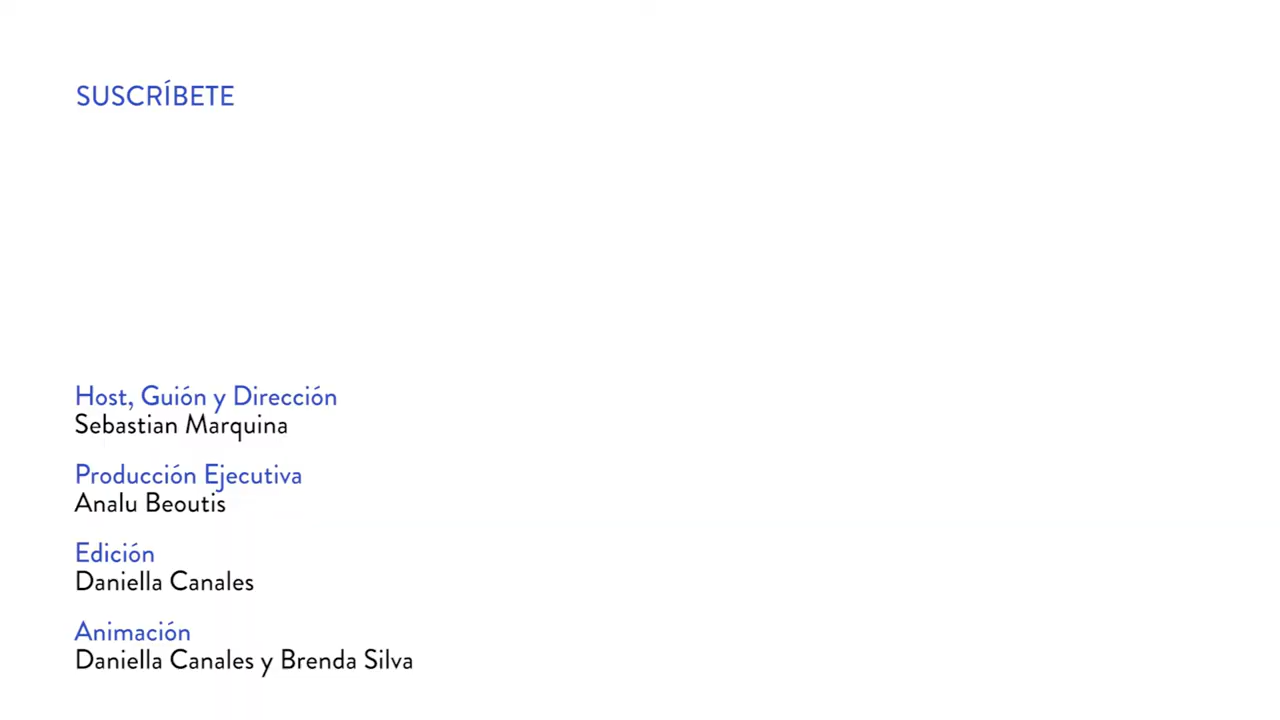 SUSCRÍBETE
Host, Guión y Dirección
Sebastian Marquina
Producción Ejecutiva
Analu Beoutis
Edición
Daniella Canales
Animación
Daniella Canales y Brenda Silva